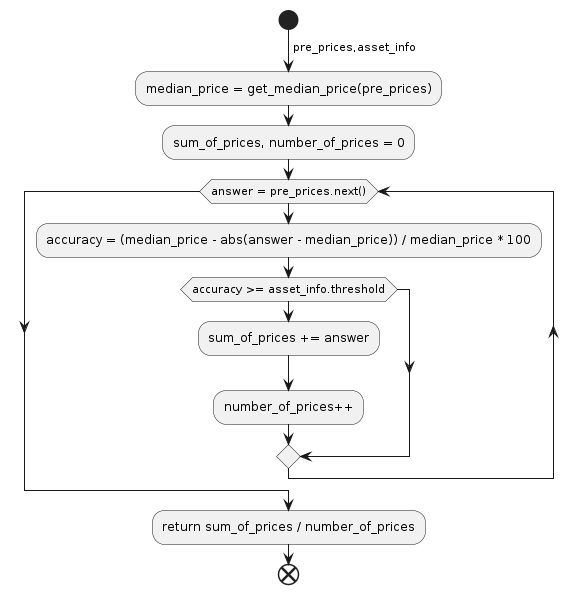 pre_prices,asset_info
median_price = get_median_price(pre_prices)
sum_of_prices, number_of_prices = 0
answer = pre_prices.next()
accuracy = (median_price - abs(answer - median_price)) / median_price * 100
accuracy >= asset_info.threshold
sum_of_prices += answer
number_of_prices++
return sum_of_prices / number_of_prices